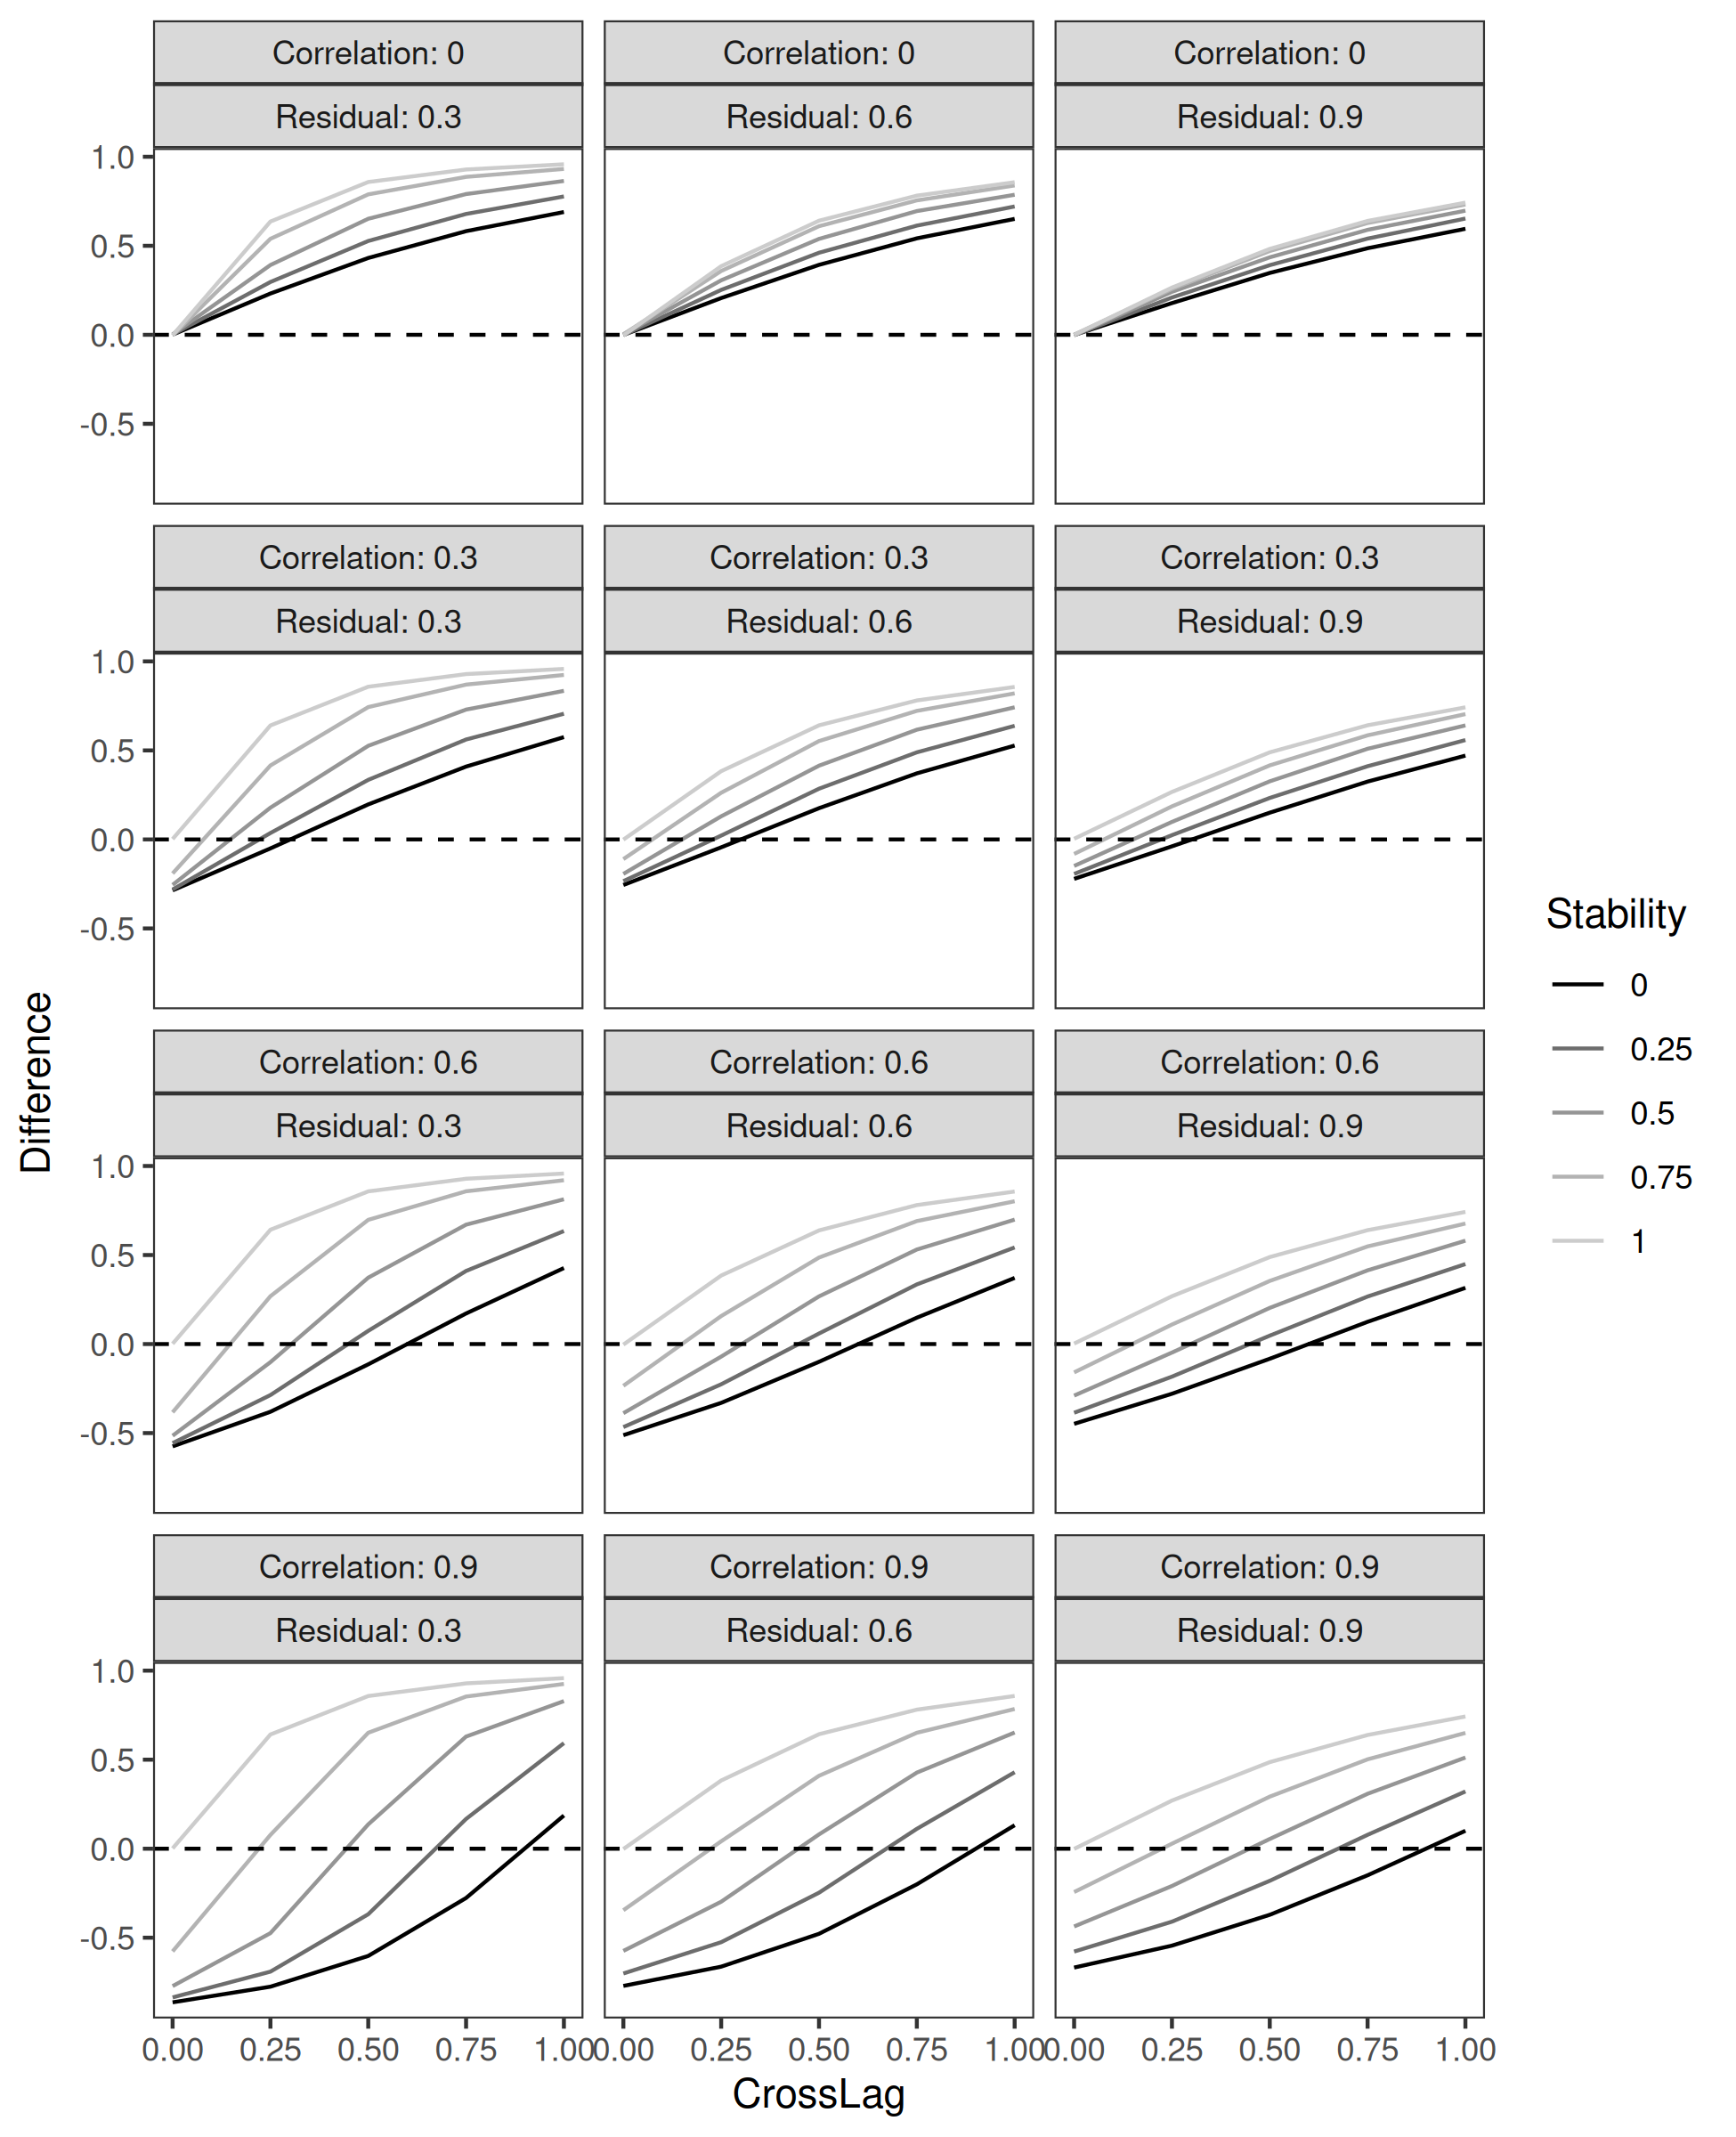 Correlation: 0
Correlation: 0
Correlation: 0
Residual: 0.3
Residual: 0.6
Residual: 0.9
1.0
0.5
0.0
-0.5
Correlation: 0.3
Correlation: 0.3
Correlation: 0.3
Residual: 0.3
Residual: 0.6
Residual: 0.9
1.0
0.5
0.0
-0.5
Correlation: 0.6
Correlation: 0.6
Correlation: 0.6
Residual: 0.3
Residual: 0.6
Residual: 0.9
1.0
0.5
0.0
-0.5
Correlation: 0.9
Correlation: 0.9
Correlation: 0.9
Residual: 0.3
Residual: 0.6
Residual: 0.9
1.0
0.5
0.0
-0.5
0.00 0.25 0.50 0.75 1.00
0.00 0.25 0.50 0.75 1.00
0.00 0.25 0.50 0.75 1.00
CrossLag
Difference
Stability
0
0.25
0.5
0.75
1